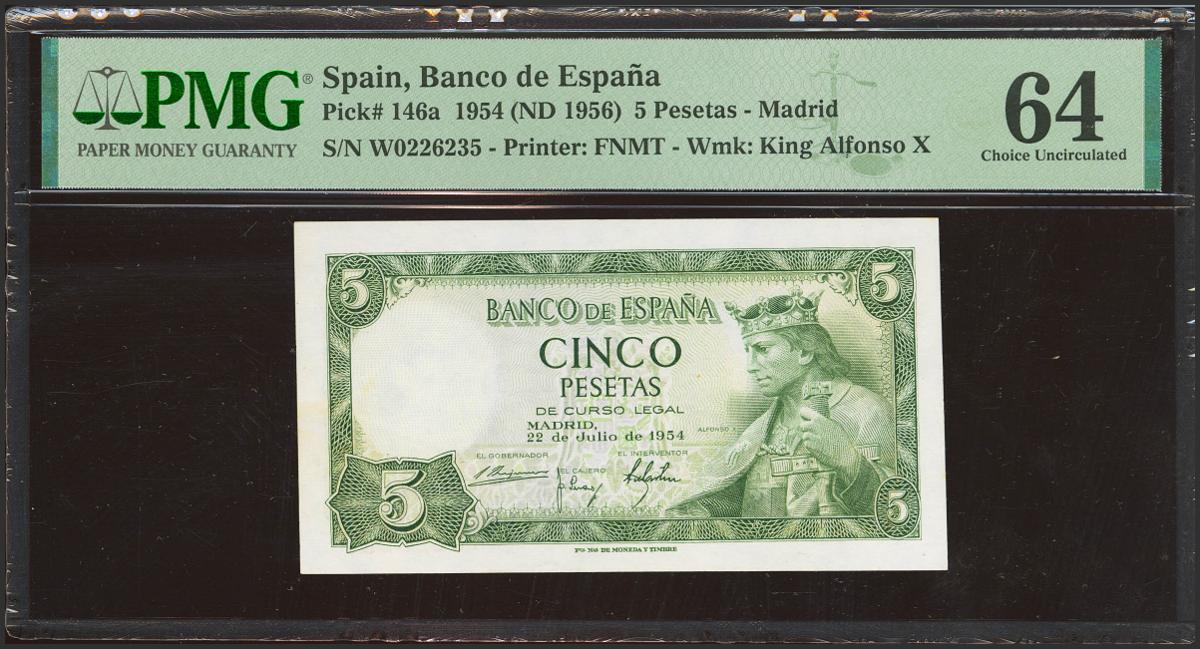 PMG®
PAPER MONEY GUARANTY
Spain, Banco de España
Pick# 146a 1954 (ND 1956) 5 Pesetas - Madrid
S/N W0226235 - Printer: FNMT - Wmk: King Alfonso X
64
Choice Uncirculated
5
5
BANCO DE ESPAÑA
CINCO
PESETAS
DE CURSO LEGAL
MADRID,
22 de Julio de 1954
ALFONSO X
EL GOBERNADOR
EL INTERVENTOR
EL CAJERO
5
5
DE MONEDA Y TIMBRE